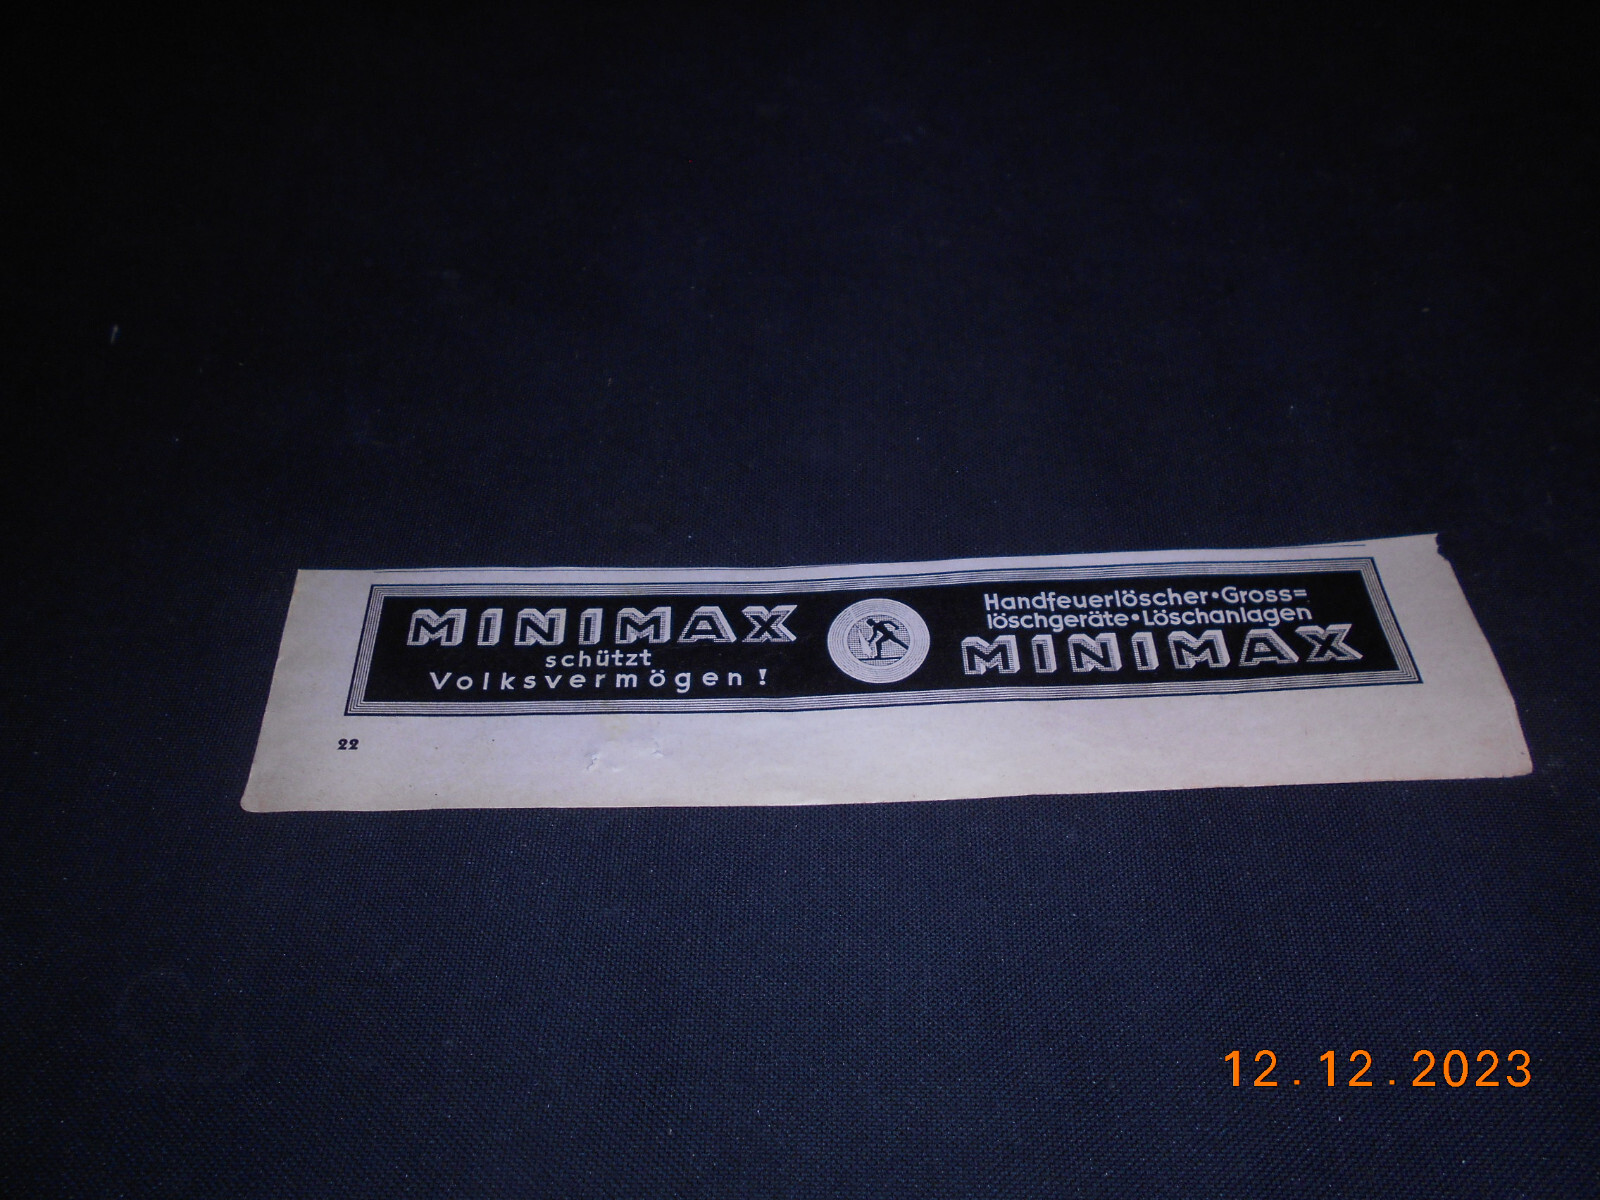 MINIMAX
schützt
Volksvermögen !
Handfeuerlöscher•Gross=
löschgeräte•Löschanlagen
MINIMAX
22
12.12.2023